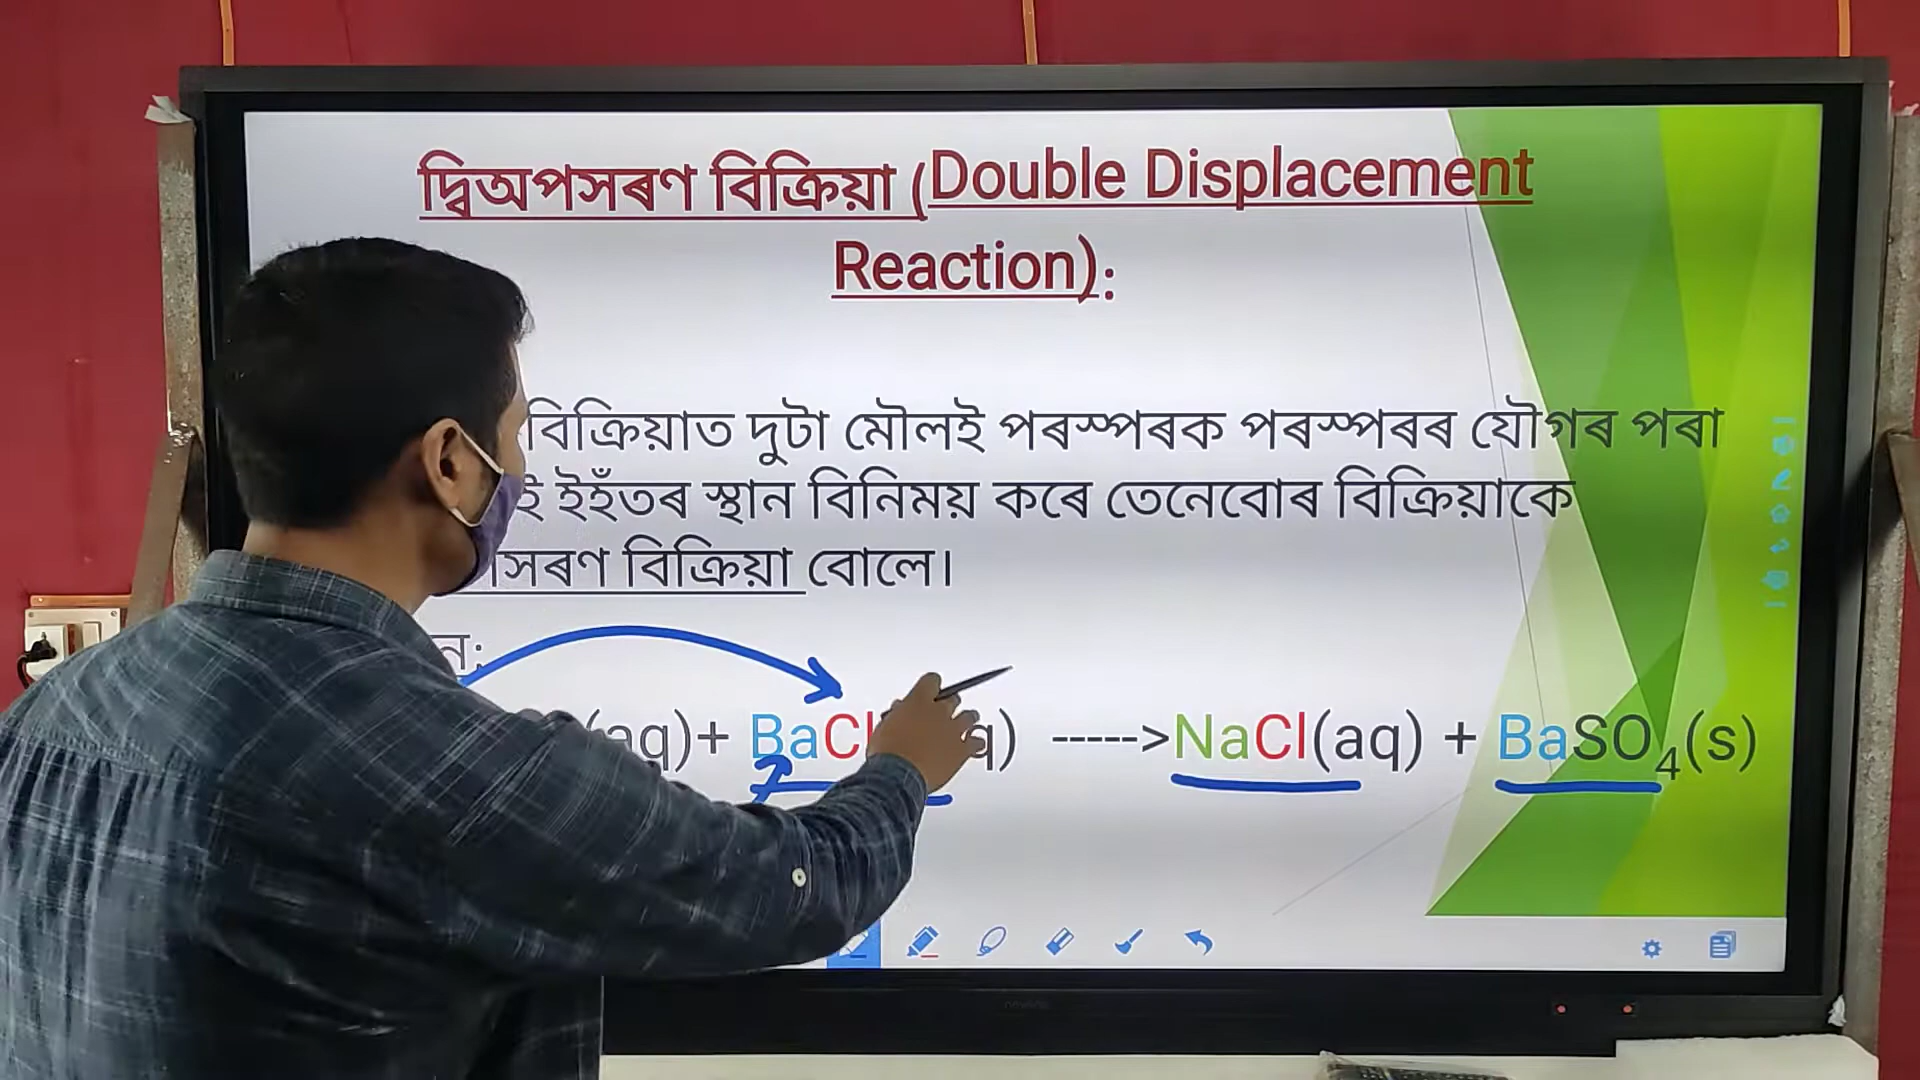 দ্বিঅপসৰণ বিক্ৰিয়া (Double Displacement
Reaction):
বিক্ৰিয়াত দুটা মৌলই পৰস্পৰক পৰস্পৰৰ যৌগৰ পৰা
ই ইহঁতৰ স্থান বিনিময় কৰে তেনেবোৰ বিক্ৰিয়াকে
সৰণ বিক্ৰিয়া বোলে।
ন:
(aq)+ BaCl q) ----->NaCl(aq) + BaSO₄(s)